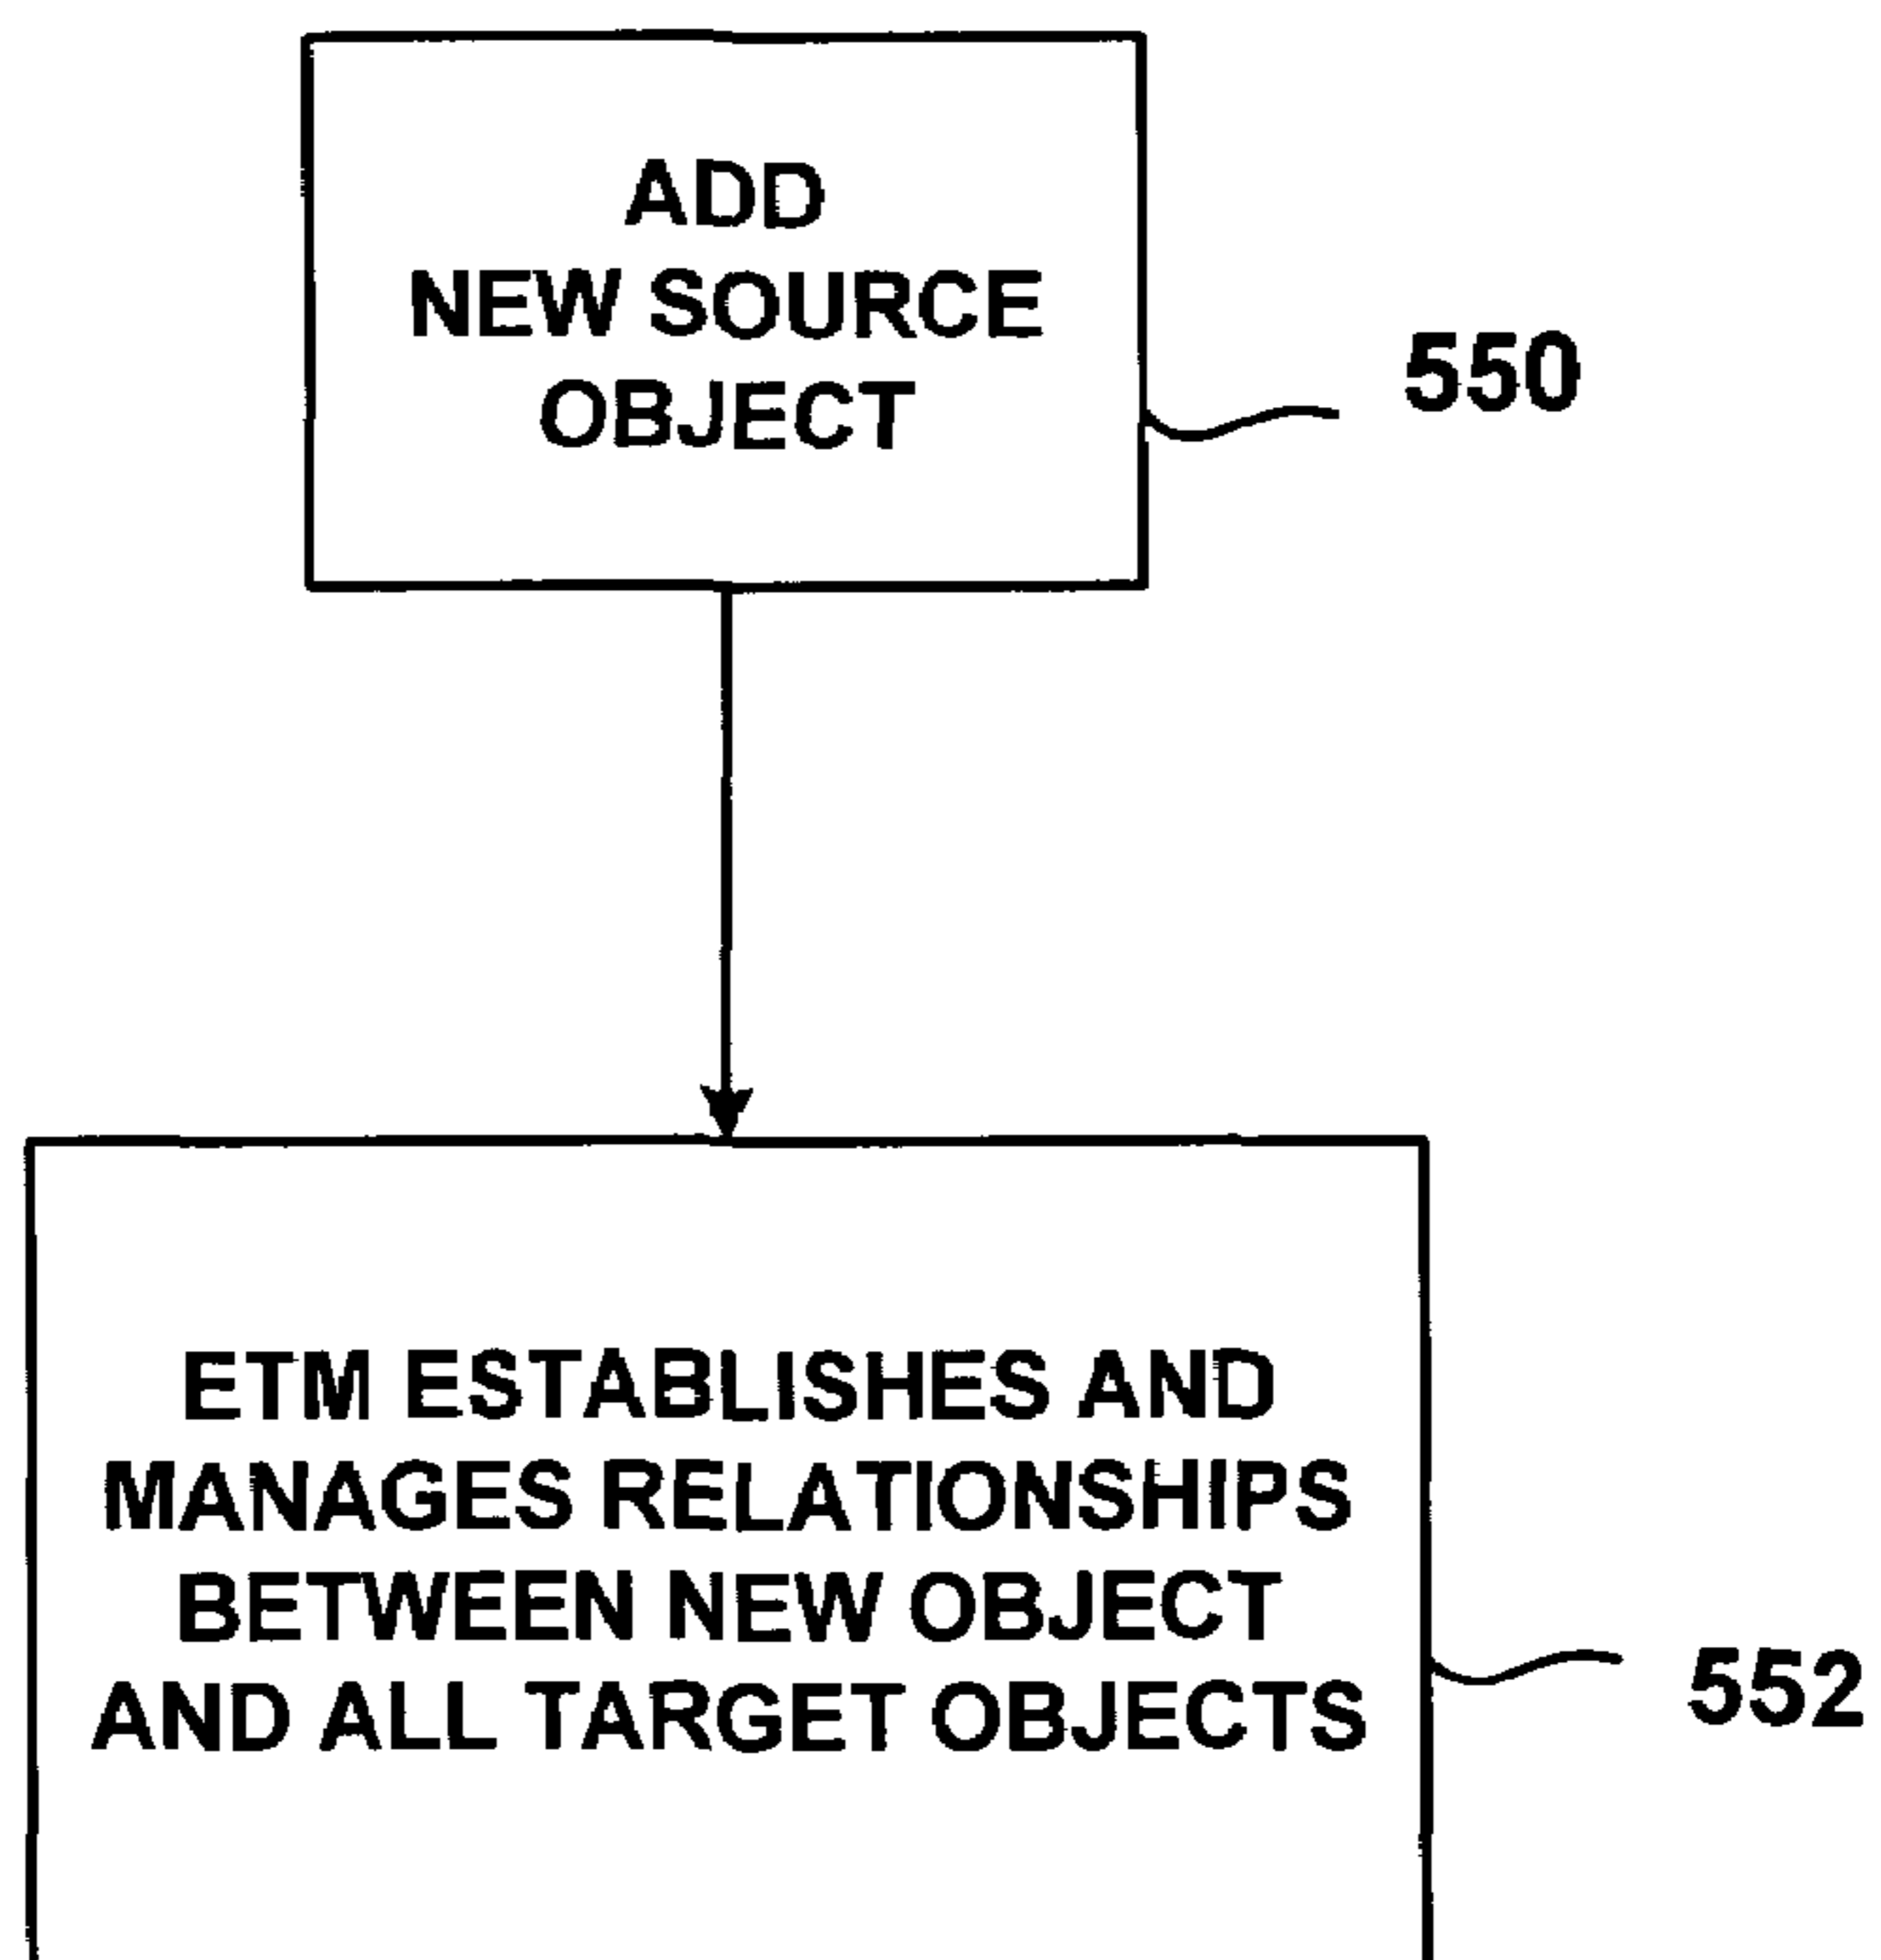 ADD
NEW SOURCE
OBJECT
550
ETM ESTABLISHES AND
MANAGES RELATIONSHIPS
BETWEEN NEW OBJECT
AND ALL TARGET OBJECTS
552